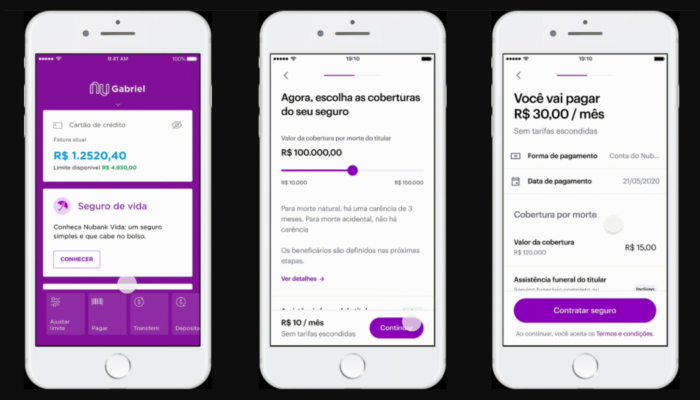 9:41 AM
100%
nu Gabriel
Cartão de crédito
Fatura atual
R$ 1.2520,40
Limite disponível R$ 4.830,00
Seguro de vida
Conheça Nubank Vida: um seguro
simples e que cabe no bolso.
CONHECER
Ajustar
limite
Pagar
Transferir
Deposita
19:10
Agora, escolha as coberturas
do seu seguro
Valor da cobertura por morte do titular
R$ 100.000,00
R$ 10.000
R$ 150.000
Para morte natural, há uma carência de 3
meses. Para morte acidental, não há
carência
Os beneficiários são definidos nas próximas
etapas.
Ver detalhes →
R$ 10 / mês
Sem tarifas escondidas
Continuar
19:10
Você vai pagar
R$ 30,00 / mês
Sem tarifas escondidas
Forma de pagamento
Conta do Nub...
Data de pagamento
21/05/2020
Cobertura por morte
Valor da cobertura
R$ 120.000
R$ 15,00
Assistência funeral do titular
Contratar seguro
Ao continuar, você aceita os Termos e condições.